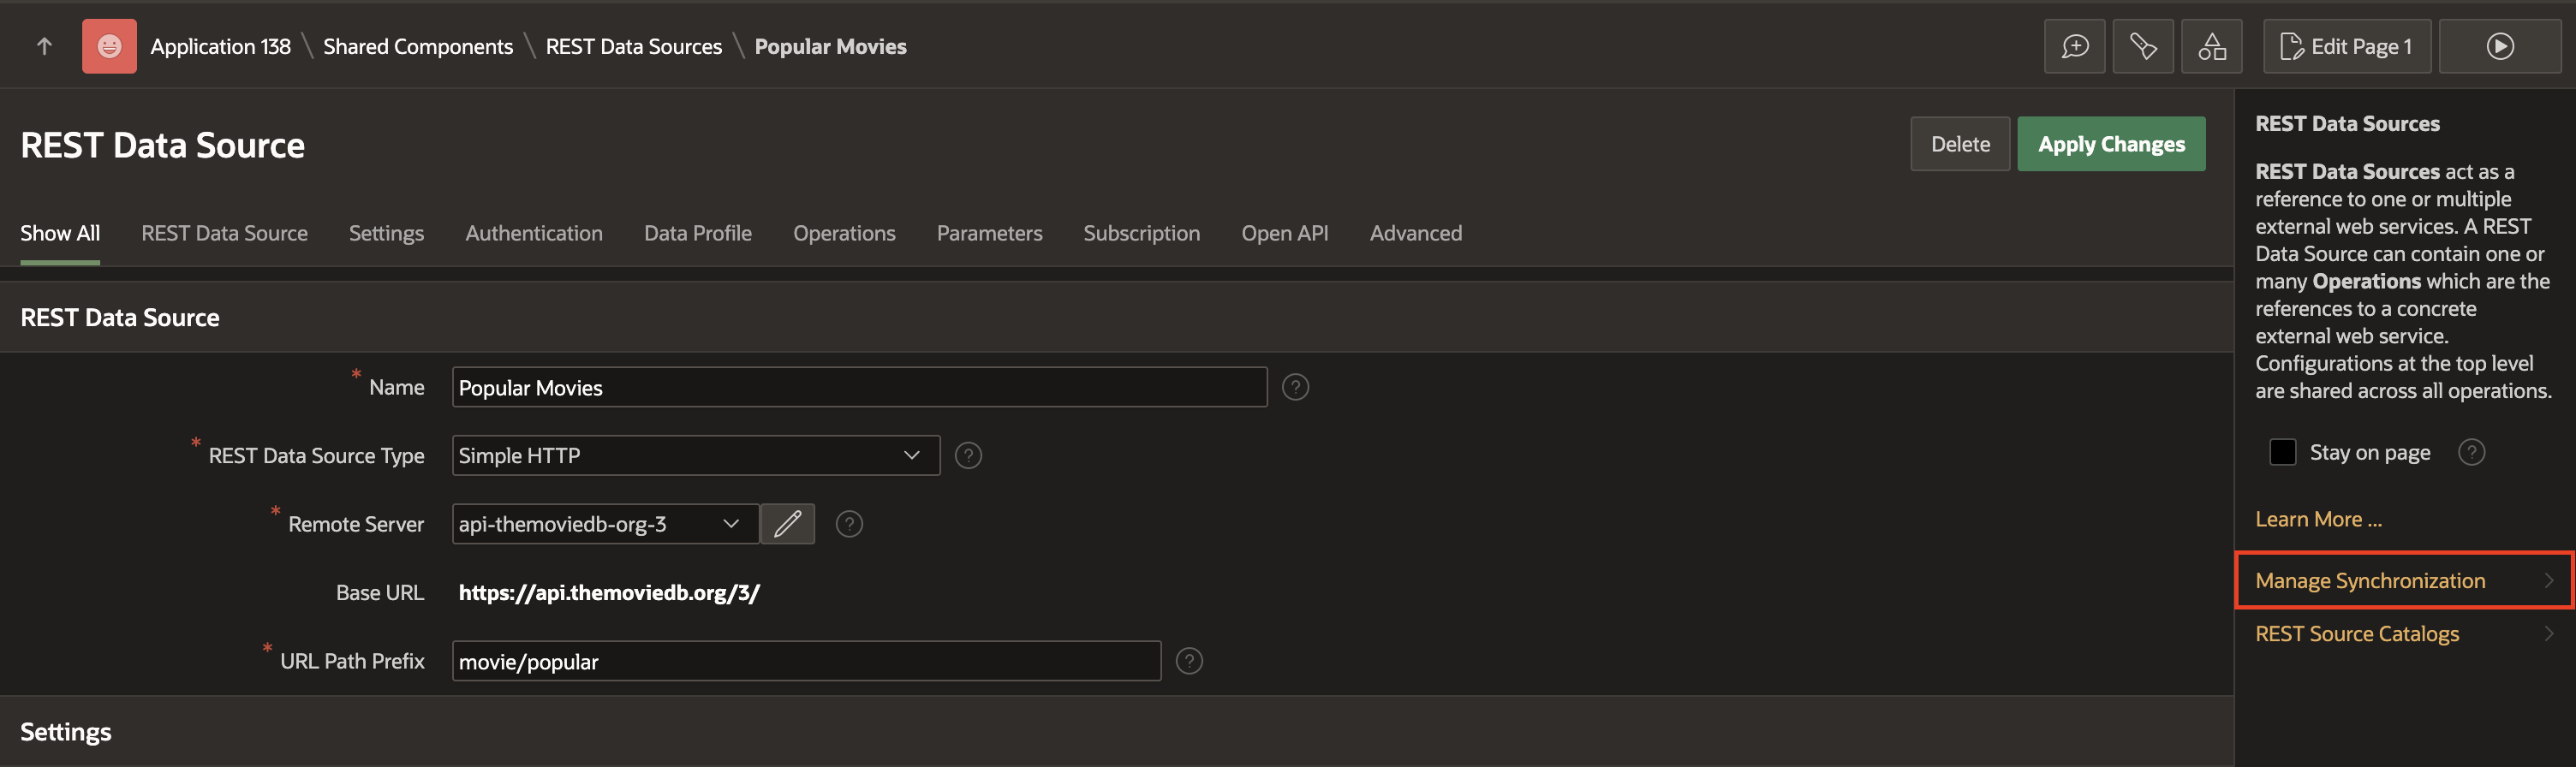 Application 138 \ Shared Components \ REST Data Sources \ Popular Movies
Edit Page 1
REST Data Source
Delete
Apply Changes
Show All
REST Data Source
Settings
Authentication
Data Profile
Operations
Parameters
Subscription
Open API
Advanced
REST Data Source
* Name
Popular Movies
?
* REST Data Source Type
Simple HTTP
?
* Remote Server
api-themoviedb-org-3
?
Base URL
https://api.themoviedb.org/3/
* URL Path Prefix
movie/popular
?
Settings
REST Data Sources
REST Data Sources act as a
reference to one or multiple
external web services. A REST
Data Source can contain one or
many Operations which are the
references to a concrete
external web service.
Configurations at the top level
are shared across all operations.
Stay on page
?
Learn More ...
Manage Synchronization
REST Source Catalogs